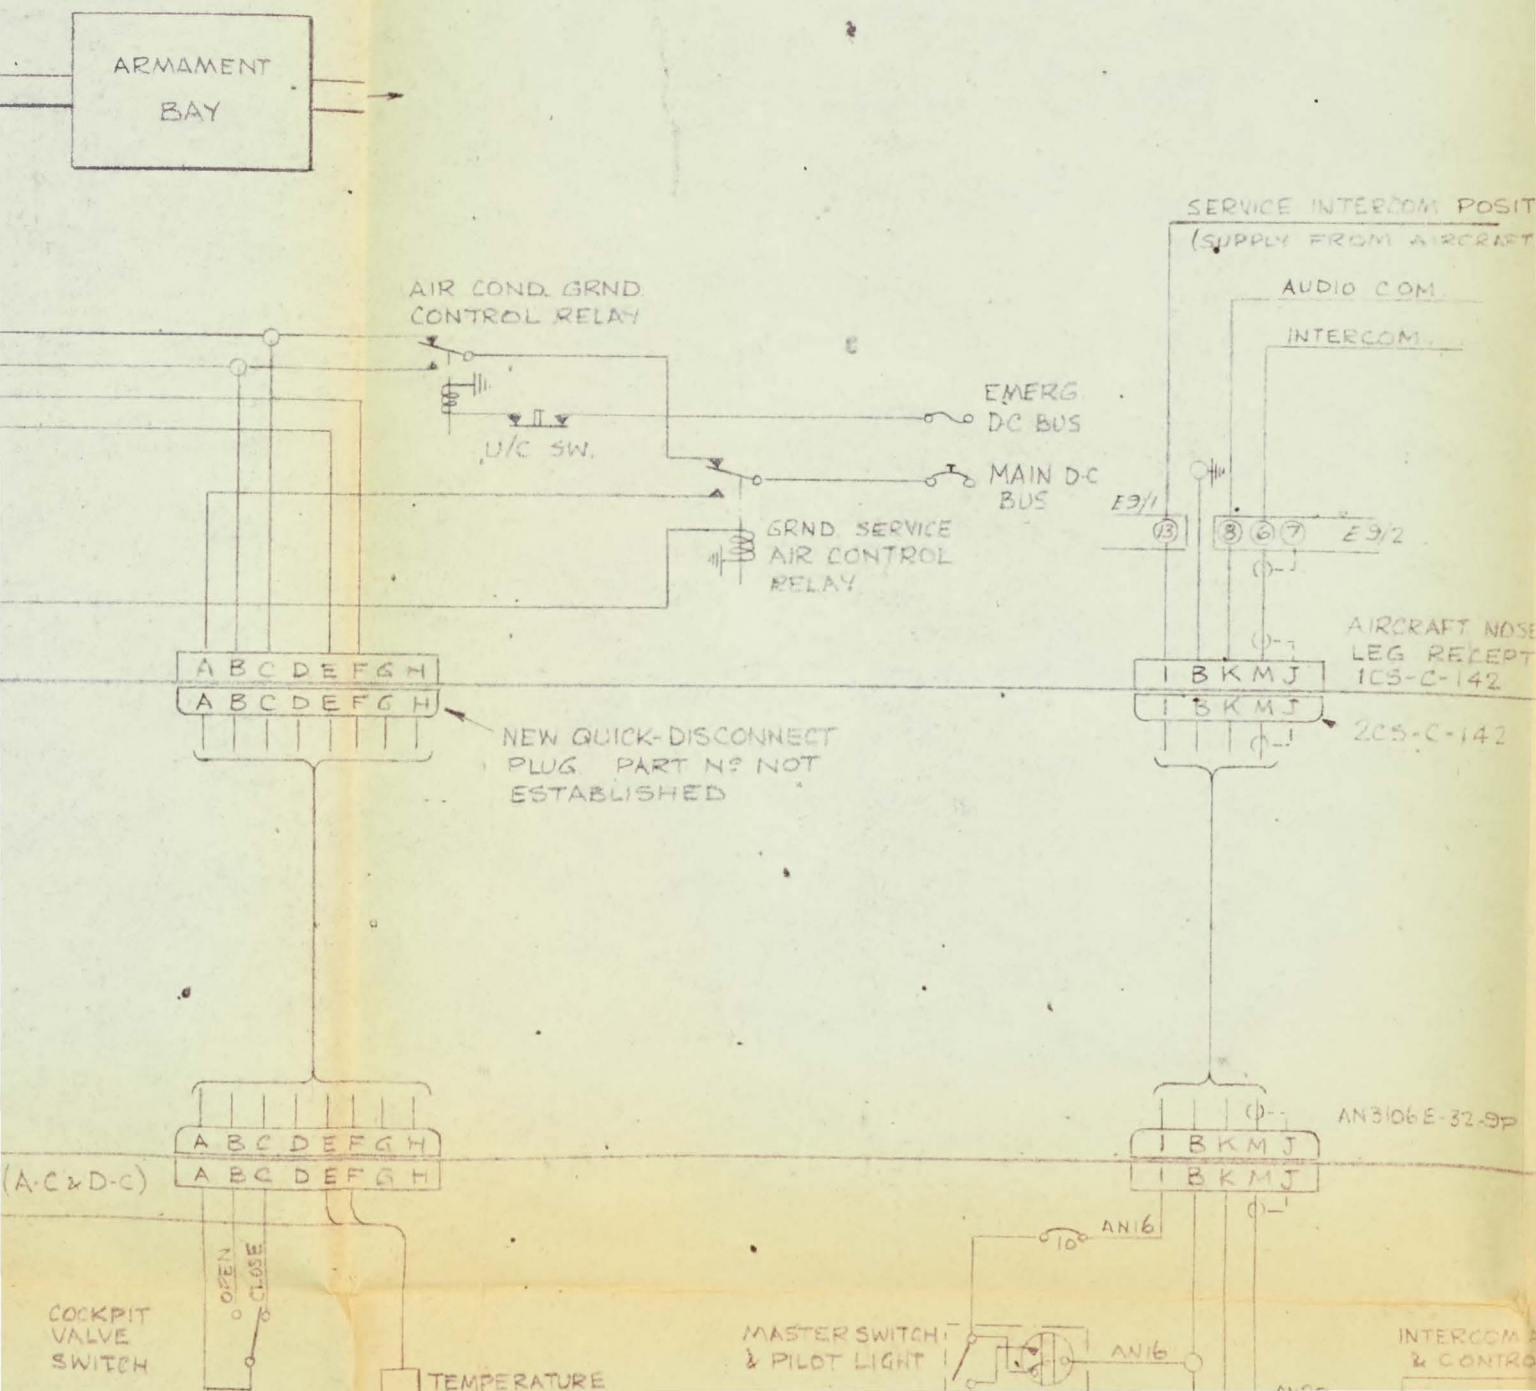 ARMAMENT
BAY
SERVICE INTERCOM POSIT
(SUPPLY FROM AIRCRAFT
AUDIO COM.
INTERCOM.
AIR COND. GRND.
CONTROL RELAY
U/C SW.
EMERG.
DC BUS
MAIN D-C
BUS
GRND. SERVICE
AIR CONTROL
RELAY
E9/1
13
8 6 7
E9/2
AIRCRAFT NOSE
LEG RECEPT
1CS-C-142
A B C D E F G H
A B C D E F G H
I B K M J
I B K M J
2CS-C-142
NEW QUICK-DISCONNECT
PLUG. PART Nº NOT
ESTABLISHED
AN3106E-32-9P
A B C D E F G H
A B C D E F G H
I B K M J
I B K M J
(A-C & D-C)
OPEN
CLOSE
COCKPIT
VALVE
SWITCH
TEMPERATURE
10
AN16
MASTER SWITCH
& PILOT LIGHT
AN16
INTERCOM
& CONTRO